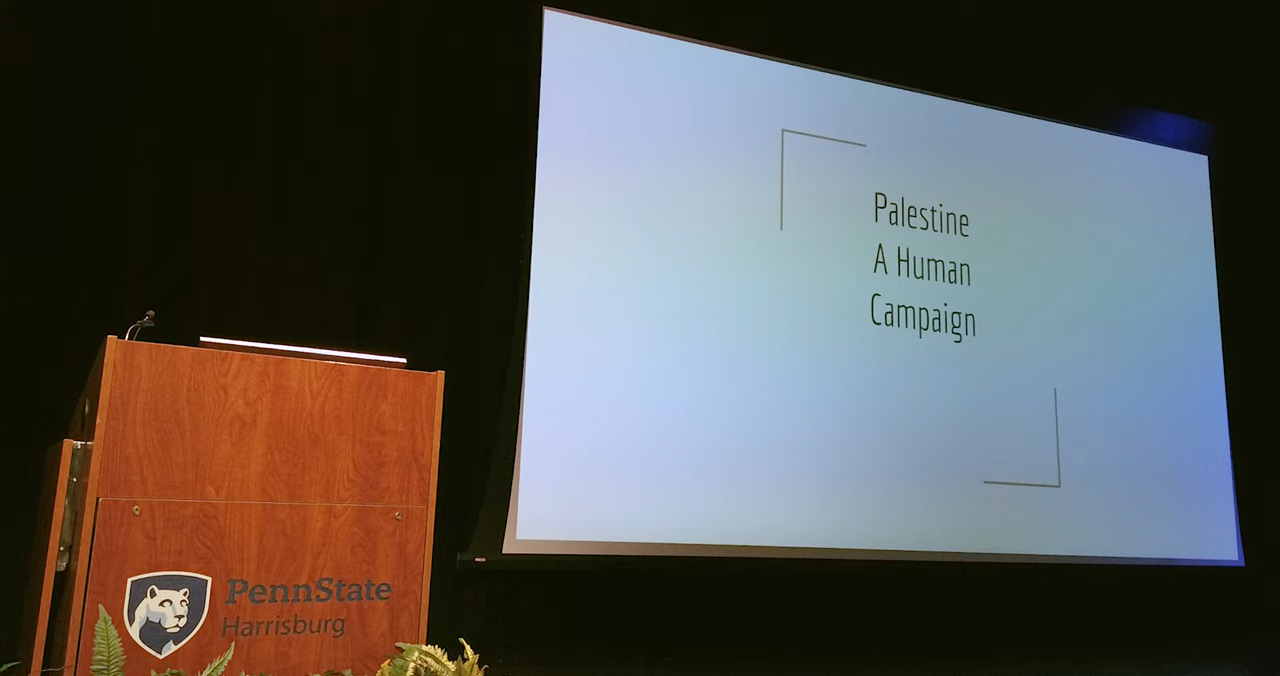 Palestine
A Human
Campaign
PennState
Harrisburg